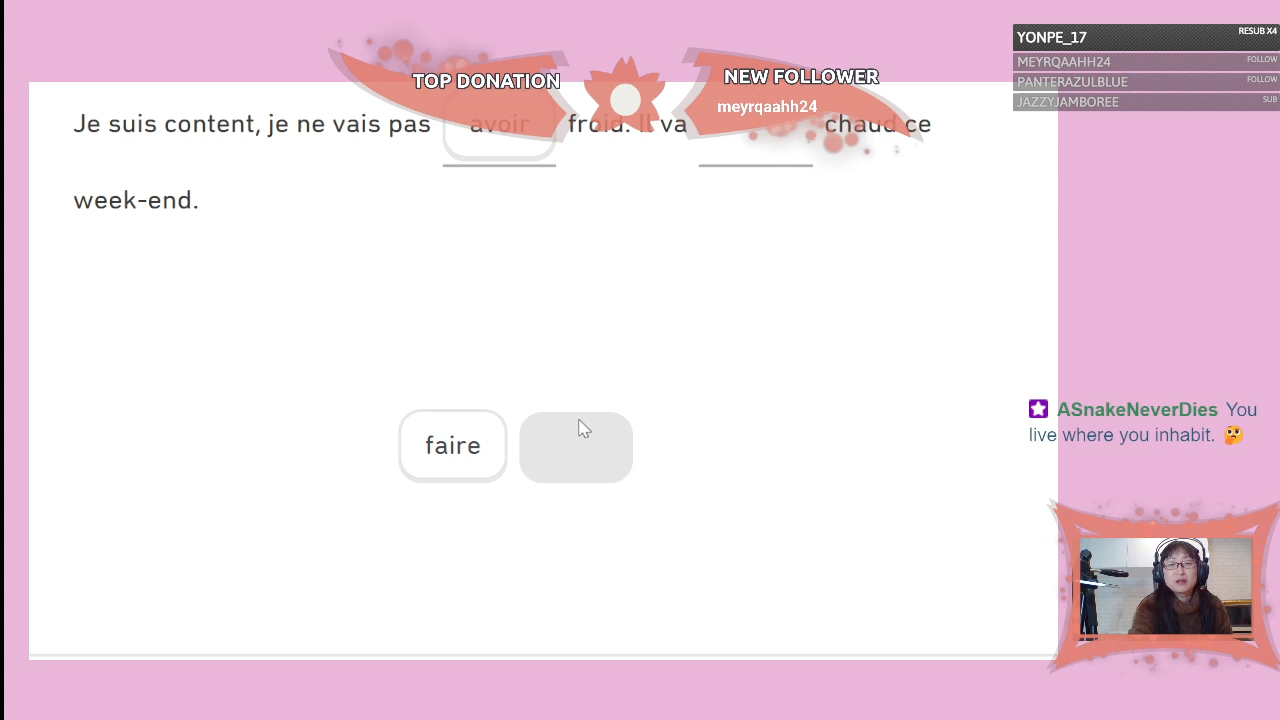 YONPE_17 RESUB X4
MEYRQAAHH24 FOLLOW
PANTERAZULBLUE FOLLOW
JAZZYJAMBOREE SUB
TOP DONATION
NEW FOLLOWER
meyrqaahh24
Je suis content, je ne vais pas avoir froid. Il va chaud ce
week-end.
faire
ASnakeNeverDies You
live where you inhabit. 🤔